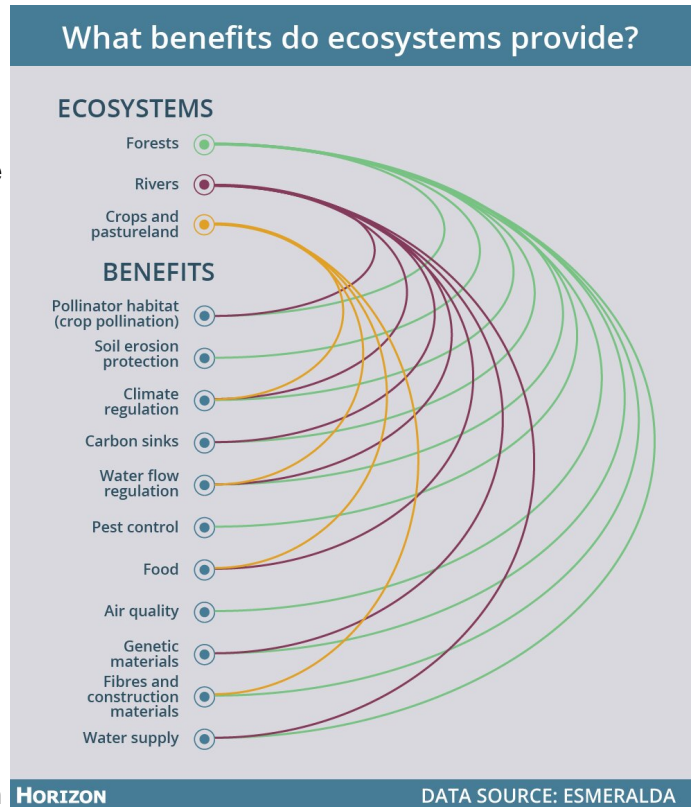 What benefits do ecosystems provide?
ECOSYSTEMS
Forests
Rivers
Crops and
pastureland
BENEFITS
Pollinator habitat
(crop pollination)
Soil erosion
protection
Climate
regulation
Carbon sinks
Water flow
regulation
Pest control
Food
Air quality
Genetic
materials
Fibres and
construction
materials
Water supply
HORIZON
DATA SOURCE: ESMERALDA